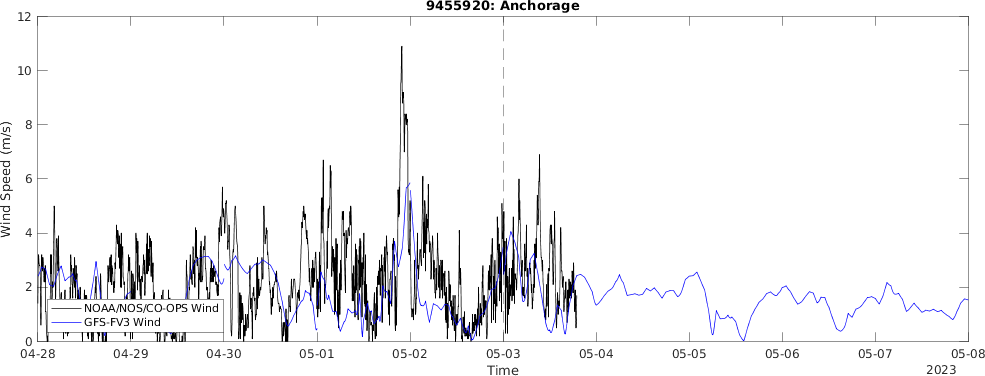 9455920: Anchorage
12
10
8
6
4
2
0
Wind Speed (m/s)
NOAA/NOS/CO-OPS Wind
GFS-FV3 Wind
04-28 04-29 04-30 05-01 05-02 05-03 05-04 05-05 05-06 05-07 05-08
Time
2023